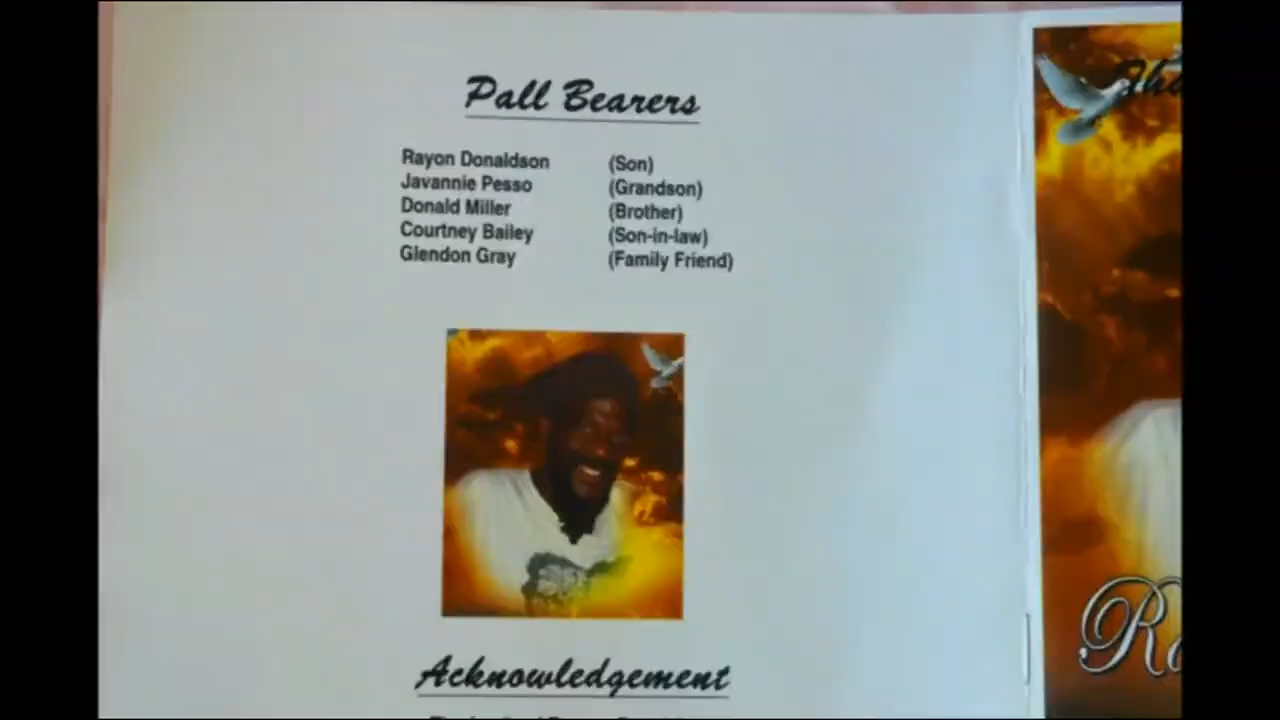 Pall Bearers
Rayon Donaldson (Son)
Javannie Pesso (Grandson)
Donald Miller (Brother)
Courtney Bailey (Son-in-law)
Glendon Gray (Family Friend)
Acknowledgement